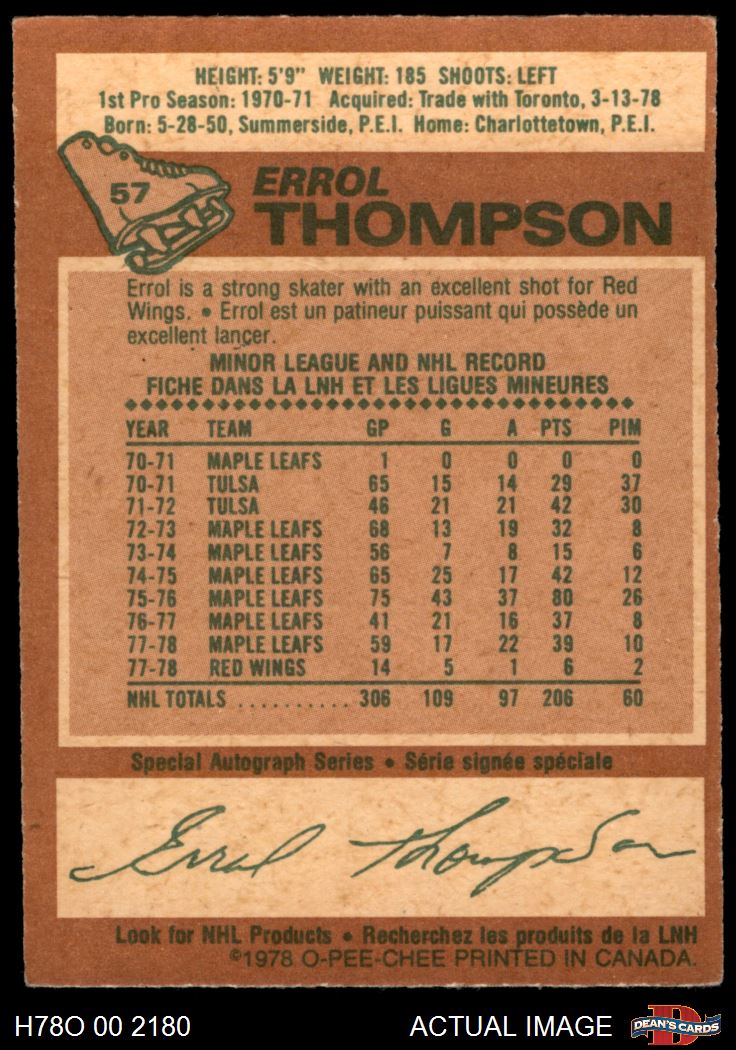 HEIGHT: 5'9" WEIGHT: 185 SHOOTS: LEFT
1st Pro Season: 1970-71 Acquired: Trade with Toronto, 3-13-78
Born: 5-28-50, Summerside, P.E.I. Home: Charlottetown, P.E.I.
57
ERROL
THOMPSON
Errol is a strong skater with an excellent shot for Red
Wings. • Errol est un patineur puissant qui possède un
excellent lancer.
MINOR LEAGUE AND NHL RECORD
FICHE DANS LA LNH ET LES LIGUES MINEURES
YEAR TEAM GP G A PTS PIM
70-71 MAPLE LEAFS 1 0 0 0 0
70-71 TULSA 65 15 14 29 37
71-72 TULSA 46 21 21 42 30
72-73 MAPLE LEAFS 68 13 19 32 8
73-74 MAPLE LEAFS 56 7 8 15 6
74-75 MAPLE LEAFS 65 25 17 42 12
75-76 MAPLE LEAFS 75 43 37 80 26
76-77 MAPLE LEAFS 41 21 16 37 8
77-78 MAPLE LEAFS 59 17 22 39 10
77-78 RED WINGS 14 5 1 6 2
NHL TOTALS .......... 306 109 97 206 60
Special Autograph Series • Série signée spéciale
Errol Thompson
Look for NHL Products • Recherchez les produits de la LNH
©1978 O-PEE-CHEE PRINTED IN CANADA.
H78O 00 2180 ACTUAL IMAGE D DEAN'S CARDS